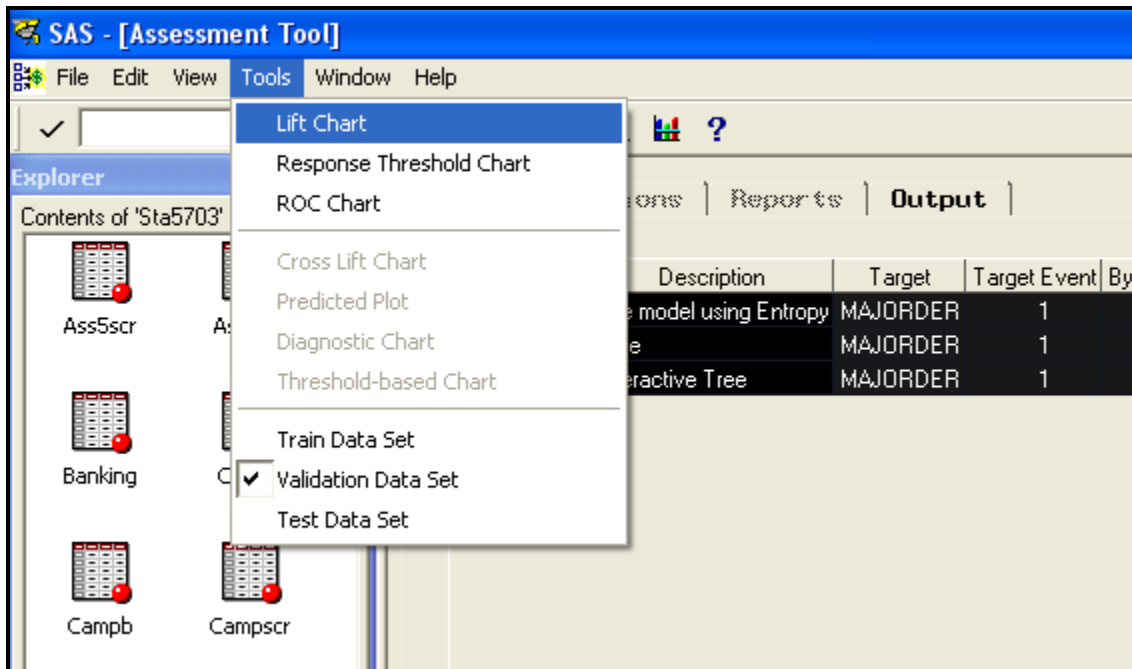 SAS - [Assessment Tool]
File Edit View Tools Window Help
Lift Chart
Response Threshold Chart
ROC Chart
Cross Lift Chart
Predicted Plot
Diagnostic Chart
Threshold-based Chart
Train Data Set
Validation Data Set
Test Data Set
?
Explorer
Contents of 'Sta5703'
Ass5scr
Banking
Campb Campscr
Reports Output
Description Target Target Event By
model using Entropy MAJORDER 1
MAJORDER 1
Tree MAJORDER 1